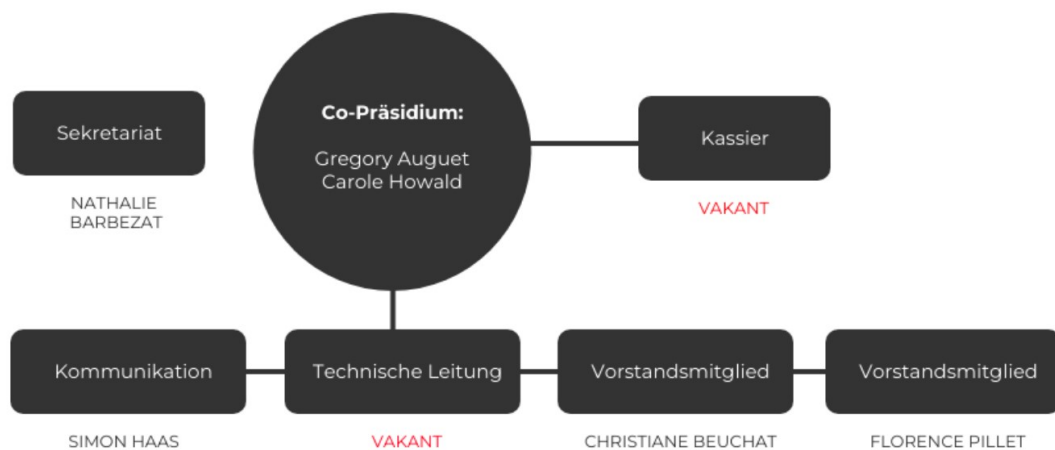 Co-Präsidium:
Gregory Auguet
Carole Howald
Sekretariat
NATHALIE
BARBEZAT
Kassier
VAKANT
Kommunikation
SIMON HAAS
Technische Leitung
VAKANT
Vorstandsmitglied
CHRISTIANE BEUCHAT
Vorstandsmitglied
FLORENCE PILLET